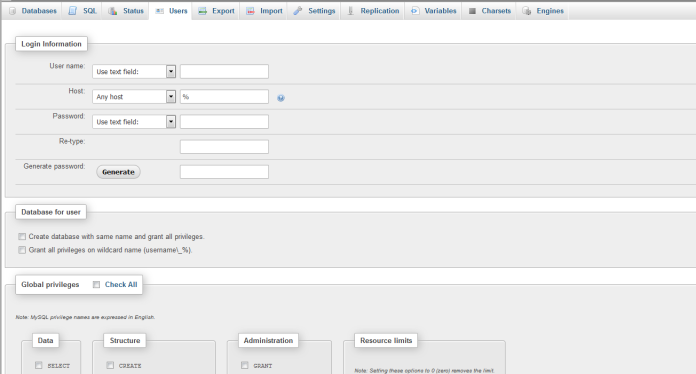 Databases SQL Status Users Export Import Settings Replication Variables Charsets Engines
Login Information
User name: Use text field:
Host: Any host %
Password: Use text field:
Re-type:
Generate password: Generate
Database for user
Create database with same name and grant all privileges.
Grant all privileges on wildcard name (username\_%).
Global privileges Check All
Note: MySQL privilege names are expressed in English.
Data Structure Administration Resource limits
SELECT CREATE GRANT
Note: Setting these options to 0 (zero) removes the limit.